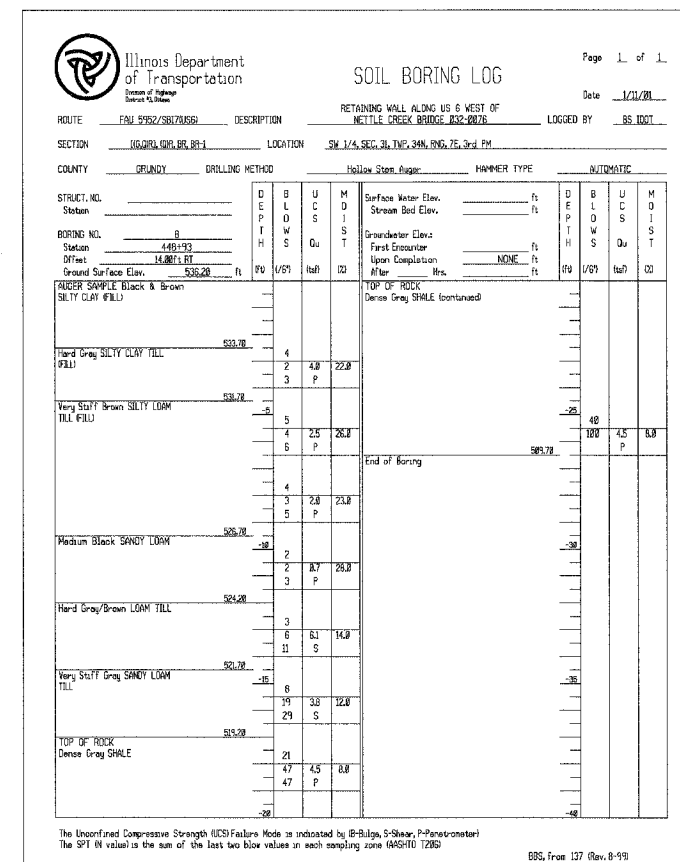 Illinois Department
of Transportation
Division of Highways
District #3, Ottawa
SOIL BORING LOG
Page 1 of 1
Date 1/11/01
ROUTE FAU 5952/SBI70(US6) DESCRIPTION RETAINING WALL ALONG US 6 WEST OF
NETTLE CREEK BRIDGE 032-0076 LOGGED BY BS IDOT
SECTION BR, BR-1 LOCATION SW 1/4, SEC. 31, TWP. 34N, RNG. 7E, 3rd PM
COUNTY GRUNDY DRILLING METHOD Hollow Stem Auger HAMMER TYPE AUTOMATIC
STRUCT. NO.
Station
BORING NO. 8
Station 448+93
Offset 14.00ft RT
Ground Surface Elev. 536.20 ft
DEPTH (ft)
BLOWS (/6")
UCS Qu (tsf)
MOIST (%)
Surface Water Elev. ft
Stream Bed Elev. ft
Groundwater Elev.:
First Encounter ft
Upon Completion NONE ft
After Hrs. ft
DEPTH (ft)
BLOWS (/6")
UCS Qu (tsf)
MOIST (%)
AUGER SAMPLE Black & Brown
SILTY CLAY (FILL)
533.70
Hard Gray SILTY CLAY TILL
(FILL)
4
2 4.0 22.0
3 P
531.70
Very Stiff Brown SILTY LOAM
TILL (FILL)
-5
5
4 2.5 26.0
6 P
4
3 2.0 23.0
5 P
526.70
Medium Black SANDY LOAM
-10
2
2 0.7 28.0
3 P
524.20
Hard Gray/Brown LOAM TILL
3
6 6.1 14.0
11 S
521.70
Very Stiff Gray SANDY LOAM
TILL
-15
8
19 3.8 12.0
29 S
519.20
TOP OF ROCK
Dense Gray SHALE
21
47 4.5 8.0
47 P
-20
TOP OF ROCK
Dense Gray SHALE (continued)
-25
40
100 4.5 8.0
P
509.70
End of Boring
-30
-35
-40
The Unconfined Compressive Strength (UCS) Failure Mode is indicated by (B-Bulge, S-Shear, P-Penetrometer)
The SPT (N value) is the sum of the last two blow values in each sampling zone (AASHTO T206)
BBS, from 137 (Rev. 8-99)